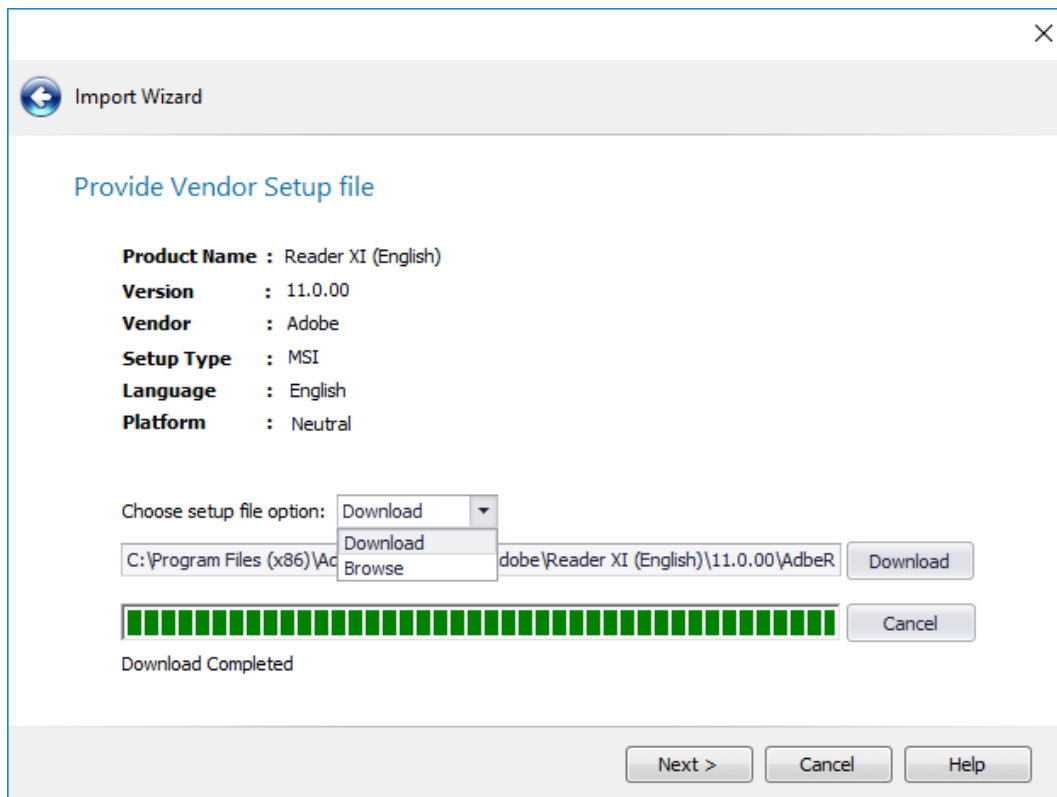 Import Wizard
Provide Vendor Setup file
Product Name : Reader XI (English)
Version : 11.0.00
Vendor : Adobe
Setup Type : MSI
Language : English
Platform : Neutral
Choose setup file option: Download
Download
Browse
C:\Program Files (x86)\Ad dobe\Reader XI (English)\11.0.00\AdbeR Download
Cancel
Download Completed
Next > Cancel Help